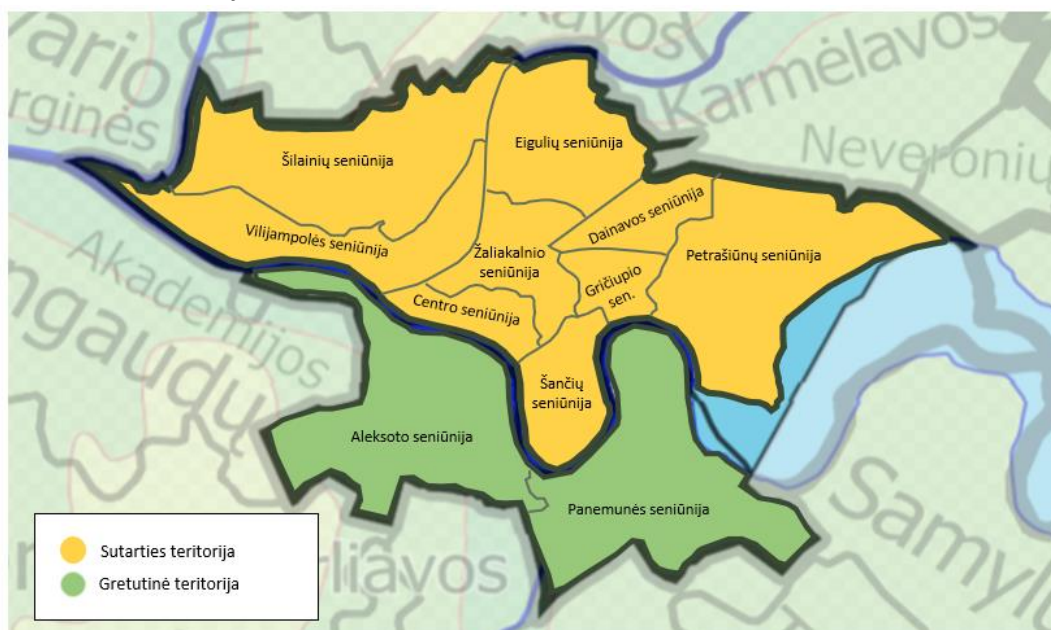 Karmėlavos
Neveronių
Akademijos
Eigulių seniūnija
Šilainių seniūnija
Dainavos seniūnija
Vilijampolės seniūnija
Žaliakalnio
seniūnija
Petrašiūnų seniūnija
Gričiupio
sen.
Centro seniūnija
Šančių
seniūnija
Aleksoto seniūnija
Panemunės seniūnija
Sutarties teritorija
Gretutinė teritorija